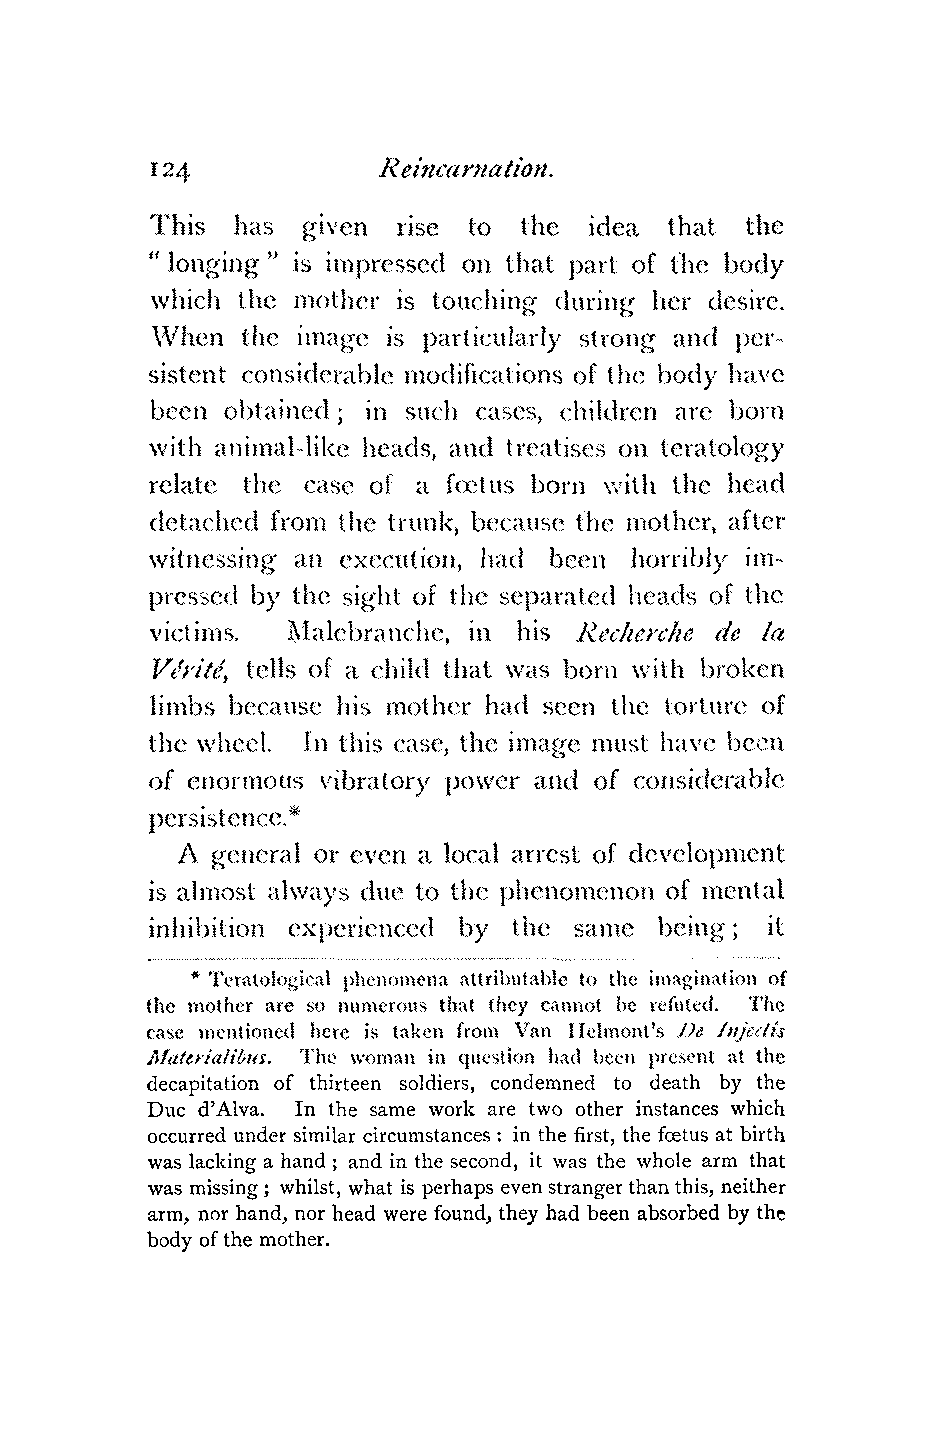 124 Reincarnation.
This has given rise to the idea that the
" longing " is impressed on that part of the body
which the mother is touching during her desire.
When the image is particularly strong and per-
sistent considerable modifications of the body have
been obtained ; in such cases, children are born
with animal-like heads, and treatises on teratology
relate the case of a fœtus born with the head
detached from the trunk, because the mother, after
witnessing an execution, had been horribly im-
pressed by the sight of the separated heads of the
victims. Malebranche, in his Recherche de la
Vérité, tells of a child that was born with broken
limbs because his mother had seen the torture of
the wheel. In this case, the image must have been
of enormous vibratory power and of considerable
persistence.*
A general or even a local arrest of development
is almost always due to the phenomenon of mental
inhibition experienced by the same being ; it
* Teratological phenomena attributable to the imagination of
the mother are so numerous that they cannot be refuted. The
case mentioned here is taken from Van Helmont's De Injectis
Materialibus. The woman in question had been present at the
decapitation of thirteen soldiers, condemned to death by the
Duc d'Alva. In the same work are two other instances which
occurred under similar circumstances : in the first, the fœtus at birth
was lacking a hand ; and in the second, it was the whole arm that
was missing ; whilst, what is perhaps even stranger than this, neither
arm, nor hand, nor head were found, they had been absorbed by the
body of the mother.